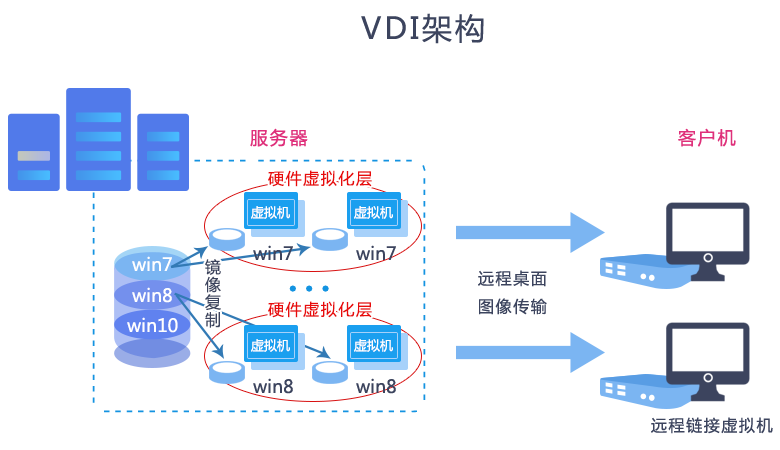 VDI架构
服务器
客户机
硬件虚拟化层
虚拟机
虚拟机
win7
win7
win7
win8
win10
镜像复制
硬件虚拟化层
虚拟机
虚拟机
win8
win8
远程桌面
图像传输
远程链接虚拟机